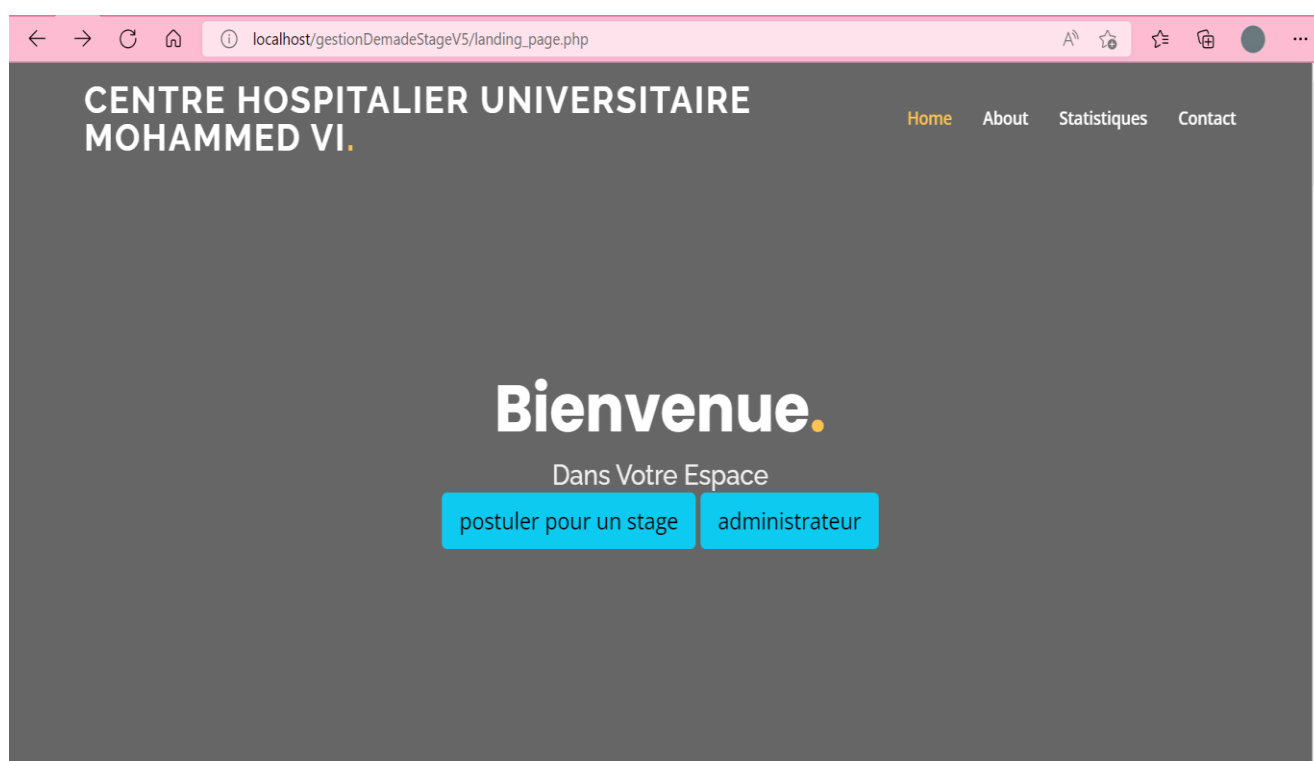 localhost/gestionDemadeStageV5/landing_page.php
CENTRE HOSPITALIER UNIVERSITAIRE
MOHAMMED VI.
Home About Statistiques Contact
Bienvenue.
Dans Votre Espace
postuler pour un stage administrateur